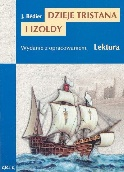 J. Bédier
DZIEJE TRISTANA
I IZOLDY
Wydanie z opracowaniem
Lektura